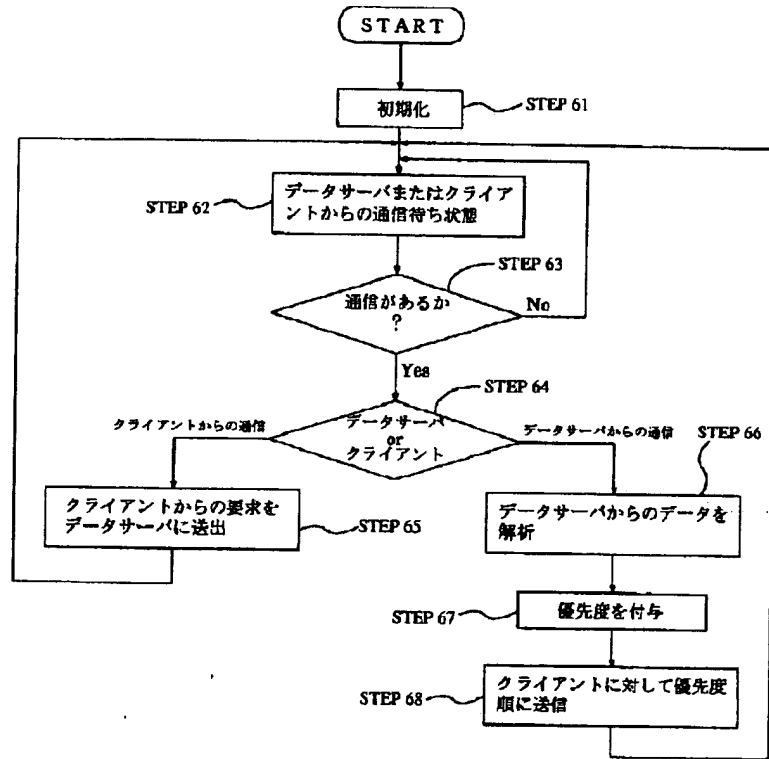 START
初期化
STEP 61
データサーバまたはクライア
ントからの通信待ち状態
STEP 62
STEP 63
通信があるか
?
No
Yes
STEP 64
データサーバ
or
クライアント
クライアントからの通信
データサーバからの通信
STEP 66
クライアントからの要求を
データサーバに送出
STEP 65
データサーバからのデータを
解析
STEP 67
優先度を付与
STEP 68
クライアントに対して優先度
順に送信